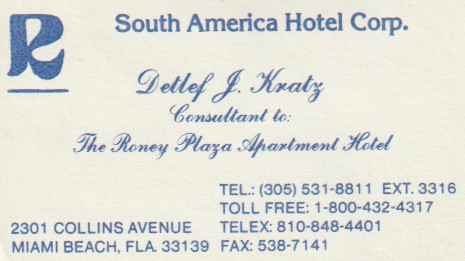 R
South America Hotel Corp.
Detlef J. Kratz
Consultant to:
The Roney Plaza Apartment Hotel
TEL.: (305) 531-8811 EXT. 3316
TOLL FREE: 1-800-432-4317
2301 COLLINS AVENUE TELEX: 810-848-4401
MIAMI BEACH, FLA. 33139 FAX: 538-7141